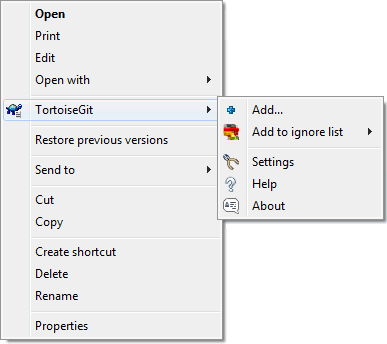 Open
Print
Edit
Open with
TortoiseGit
Restore previous versions
Send to
Cut
Copy
Create shortcut
Delete
Rename
Properties
Add...
Add to ignore list
Settings
Help
About